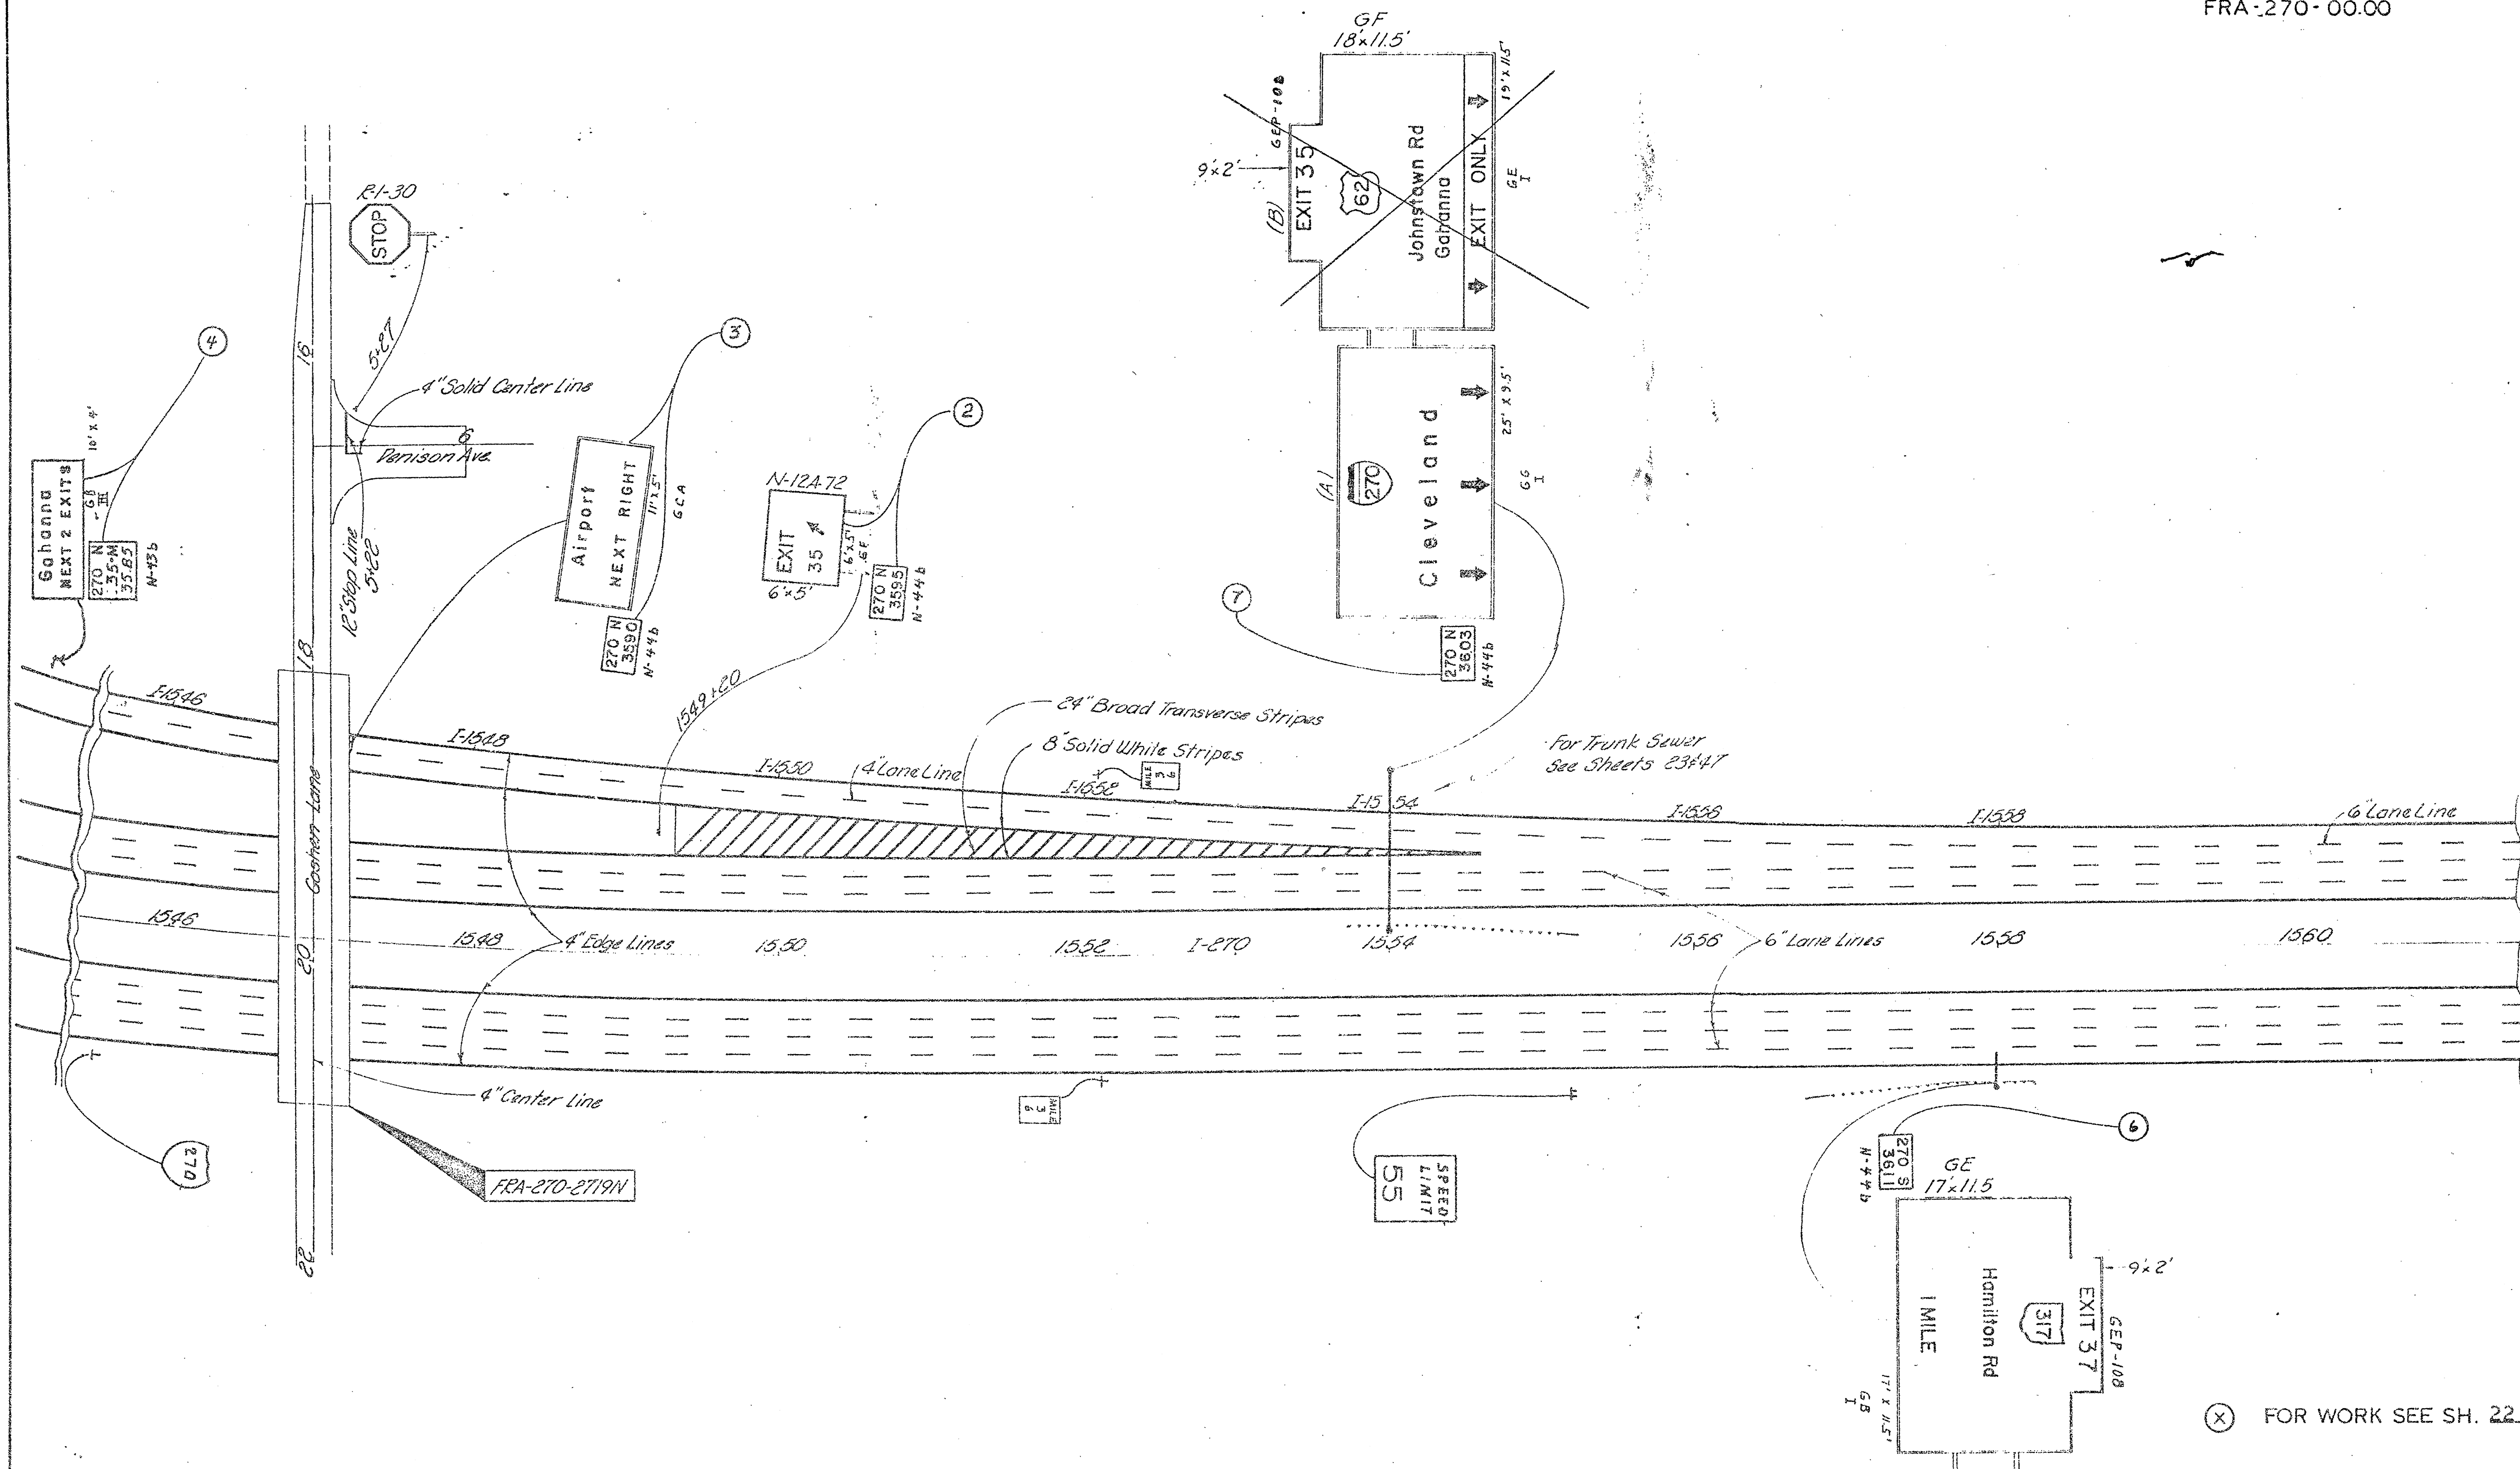 FRA-270-00.00
GF
18'x11.5'
GEP-108
9'x2'
(B)
EXIT 35
62
Johnstown Rd
Gahanna
EXIT ONLY
19'x11.5'
GE
I
R-1-30
STOP
5+27
4" Solid Center Line
6
Denison Ave.
12" Stop Line
5+22
16
18
20
22
Goshen Lane
4
Gahanna
NEXT 2 EXITS
10'x4'
GB
III
270 N
35.85
N-43b
3
Airport
NEXT RIGHT
11'x5'
GCA
270 N
3590
N-44b
2
N-12A-72
EXIT
35
6'x5'
GF
6'x5'
270 N
3595
N-44b
(A)
270
Cleveland
25' X 9.5'
GG
I
7
270 N
3603
N-44b
1549+20
24" Broad Transverse Stripes
8" Solid White Stripes
For Trunk Sewer
See Sheets 23&47
MILE
36
I-1546
I-1548
I-1550
4" Lane Line
I-1552
I-1554
I-1556
I-1558
6" Lane Line
1546
1548
4" Edge Lines
1550
1552
I-270
1554
1556
6" Lane Lines
1558
1560
4" Center Line
MILE
36
270
FRA-270-2719N
SPEED
LIMIT
55
6
270 S
3611
N-44b
GE
17'x11.5
9'x2'
GEP-108
EXIT 37
317
Hamilton Rd
1 MILE
17' X 11.5'
GB
I
X FOR WORK SEE SH. 22